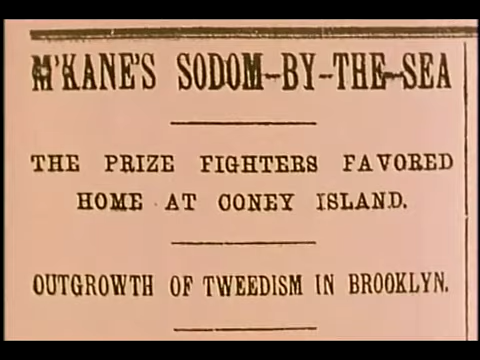 M'KANE'S SODOM-BY-THE-SEA
THE PRIZE FIGHTERS FAVORED
HOME AT CONEY ISLAND.
OUTGROWTH OF TWEEDISM IN BROOKLYN.